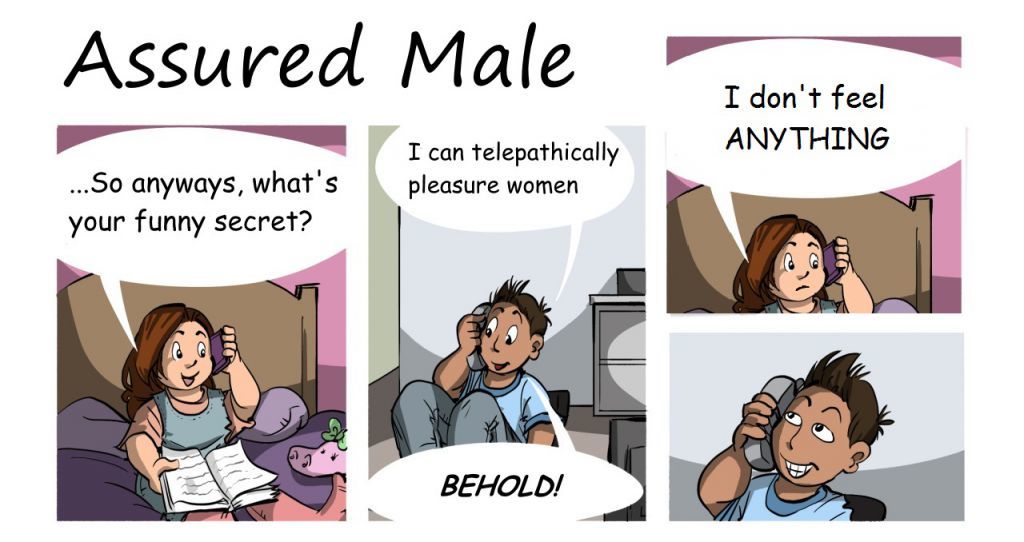 Assured Male
...So anyways, what's
your funny secret?
I can telepathically
pleasure women
BEHOLD!
I don't feel
ANYTHING